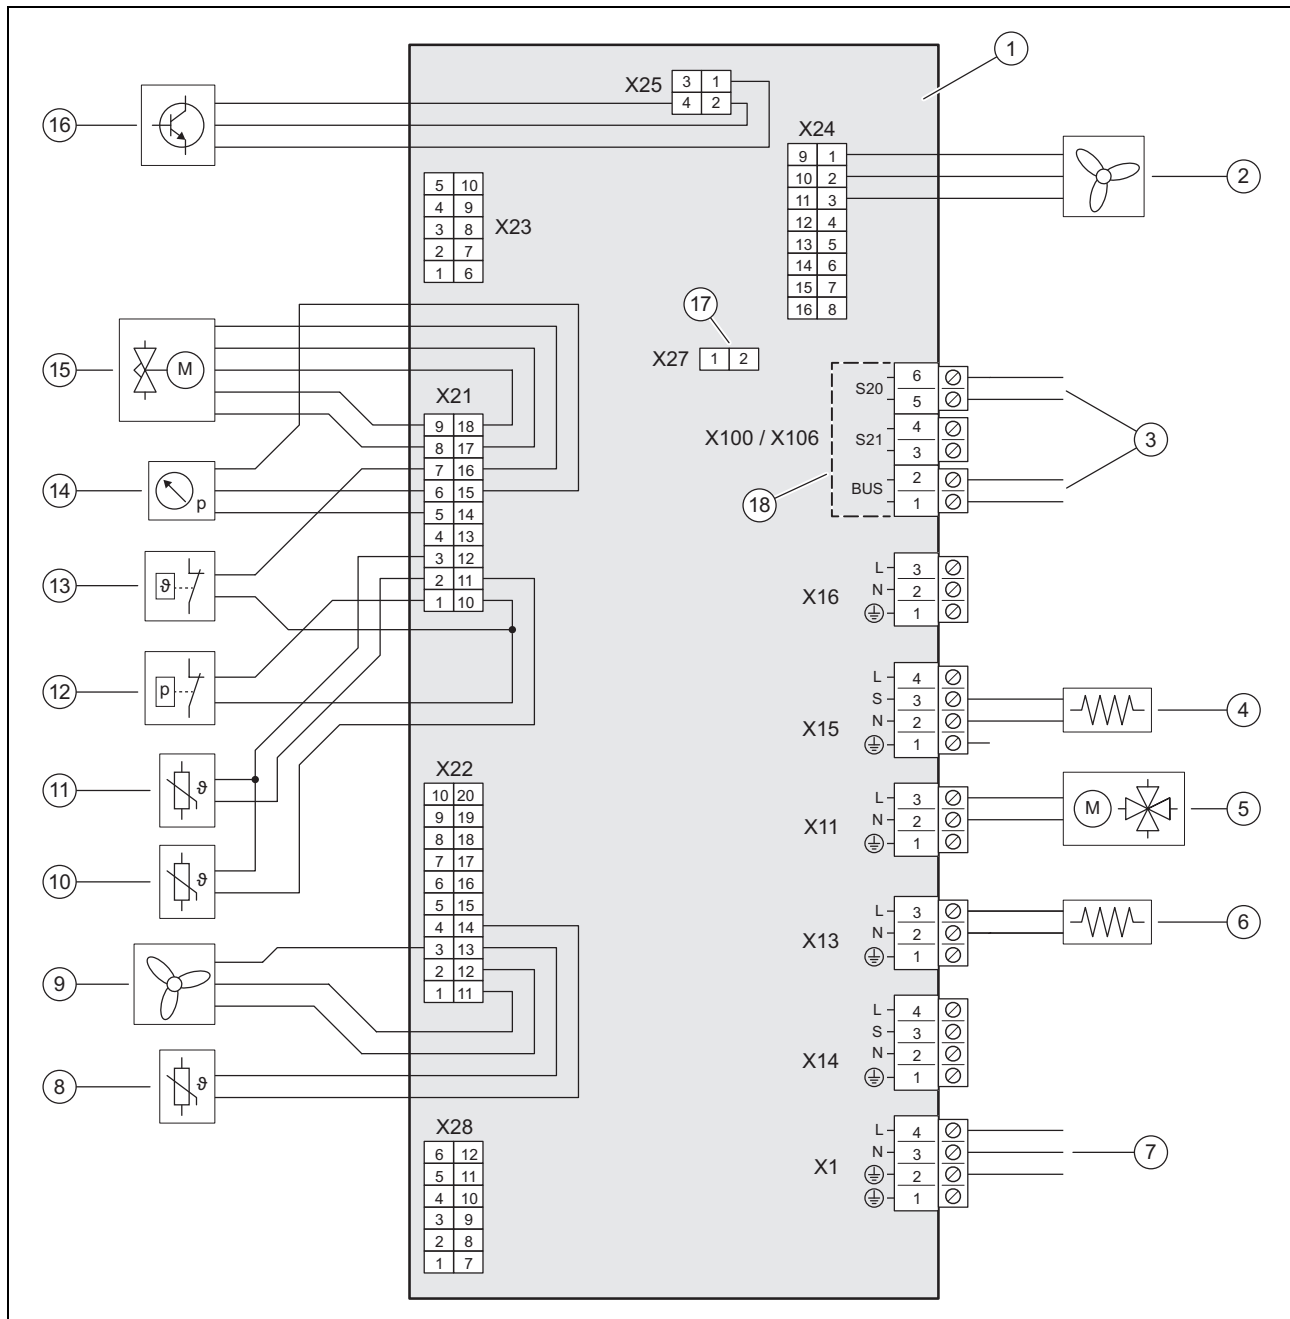 1
X25
3 1
4 2
16
X24
9 1
10 2
11 3
12 4
13 5
14 6
15 7
16 8
2
5 10
4 9
3 8
2 7
1 6
X23
17
X27
1 2
15
M
X21
9 18
8 17
7 16
6 15
5 14
4 13
3 12
2 11
1 10
S20
6
5
X100 / X106
S21
4
3
BUS
2
1
3
18
14
p
13
ϑ
X16
L 3
N 2
1
12
p
X15
L 4
S 3
N 2
1
4
11
ϑ
X22
10 20
9 19
8 18
7 17
6 16
5 15
4 14
3 13
2 12
1 11
X11
L 3
N 2
1
M
5
10
ϑ
X13
L 3
N 2
1
6
9
X14
L 4
S 3
N 2
1
8
ϑ
X28
6 12
5 11
4 10
3 9
2 8
1 7
X1
L 4
N 3
2
1
7